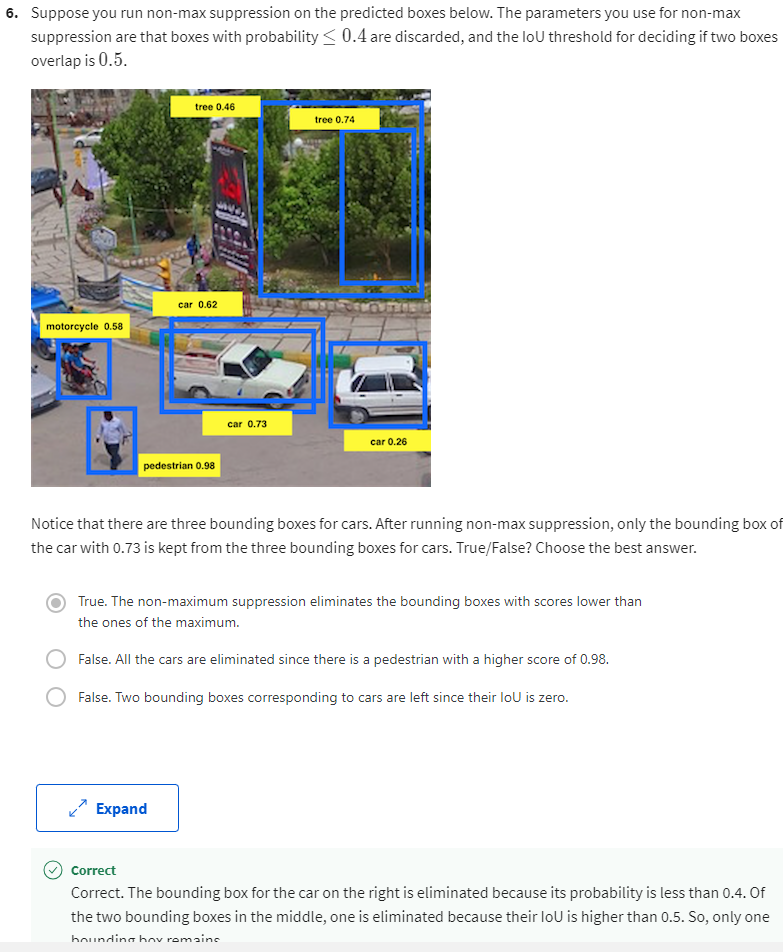 6. Suppose you run non-max suppression on the predicted boxes below. The parameters you use for non-max
suppression are that boxes with probability ≤ 0.4 are discarded, and the IoU threshold for deciding if two boxes
overlap is 0.5.
tree 0.46
tree 0.74
car 0.62
motorcycle 0.58
car 0.73
car 0.26
pedestrian 0.98
Notice that there are three bounding boxes for cars. After running non-max suppression, only the bounding box of
the car with 0.73 is kept from the three bounding boxes for cars. True/False? Choose the best answer.
True. The non-maximum suppression eliminates the bounding boxes with scores lower than
the ones of the maximum.
False. All the cars are eliminated since there is a pedestrian with a higher score of 0.98.
False. Two bounding boxes corresponding to cars are left since their IoU is zero.
Expand
Correct
Correct. The bounding box for the car on the right is eliminated because its probability is less than 0.4. Of
the two bounding boxes in the middle, one is eliminated because their IoU is higher than 0.5. So, only one
bounding box remains